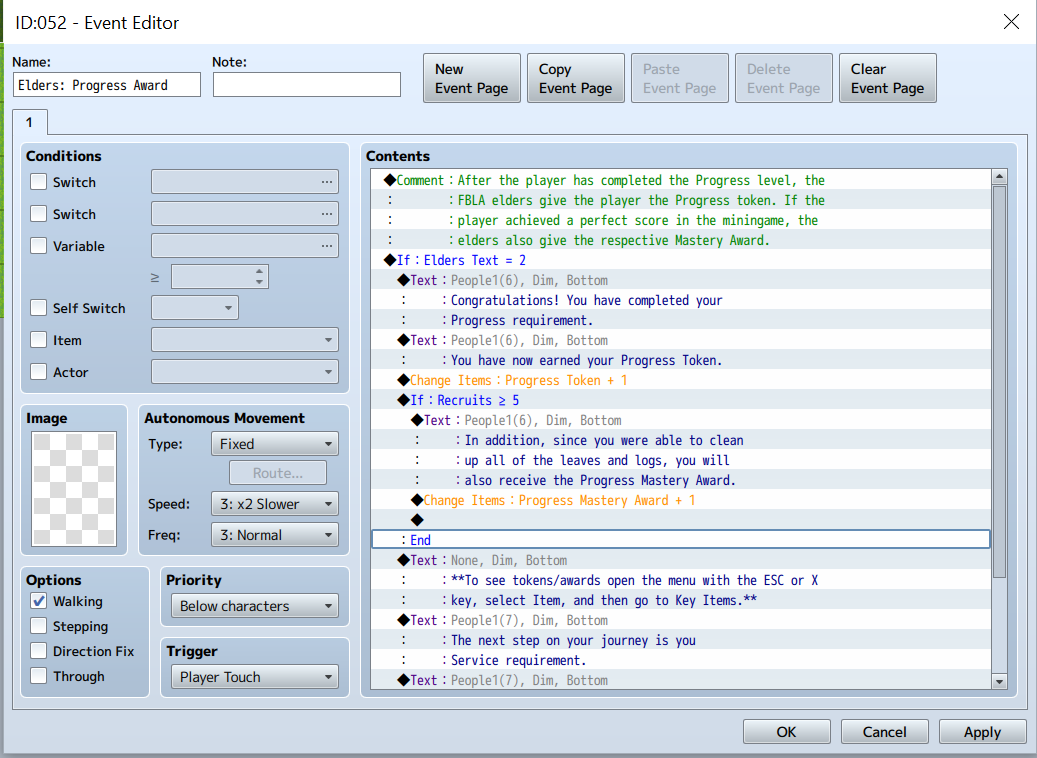 ID:052 - Event Editor
Name:
Note:
Elders: Progress Award
New
Event Page
Copy
Event Page
Paste
Event Page
Delete
Event Page
Clear
Event Page
1
Conditions
Switch
...
Switch
...
Variable
...
≥
Self Switch
Item
Actor
Image
Autonomous Movement
Type:
Fixed
Route...
Speed:
3: x2 Slower
Freq:
3: Normal
Options
Walking
Stepping
Direction Fix
Through
Priority
Below characters
Trigger
Player Touch
Contents
◆Comment：After the player has completed the Progress level, the
：　　　：FBLA elders give the player the Progress token. If the
：　　　：player achieved a perfect score in the miningame, the
：　　　：elders also give the respective Mastery Award.
◆If：Elders Text = 2
◆Text：People1(6), Dim, Bottom
：　　：Congratulations! You have completed your
：　　：Progress requirement.
◆Text：People1(6), Dim, Bottom
：　　：You have now earned your Progress Token.
◆Change Items：Progress Token + 1
◆If：Recruits ≥ 5
◆Text：People1(6), Dim, Bottom
：　　：In addition, since you were able to clean
：　　：up all of the leaves and logs, you will
：　　：also receive the Progress Mastery Award.
◆Change Items：Progress Mastery Award + 1
◆
：End
◆Text：None, Dim, Bottom
：　　：**To see tokens/awards open the menu with the ESC or X
：　　：key, select Item, and then go to Key Items.**
◆Text：People1(7), Dim, Bottom
：　　：The next step on your journey is you
：　　：Service requirement.
◆Text：People1(7), Dim, Bottom
OK
Cancel
Apply